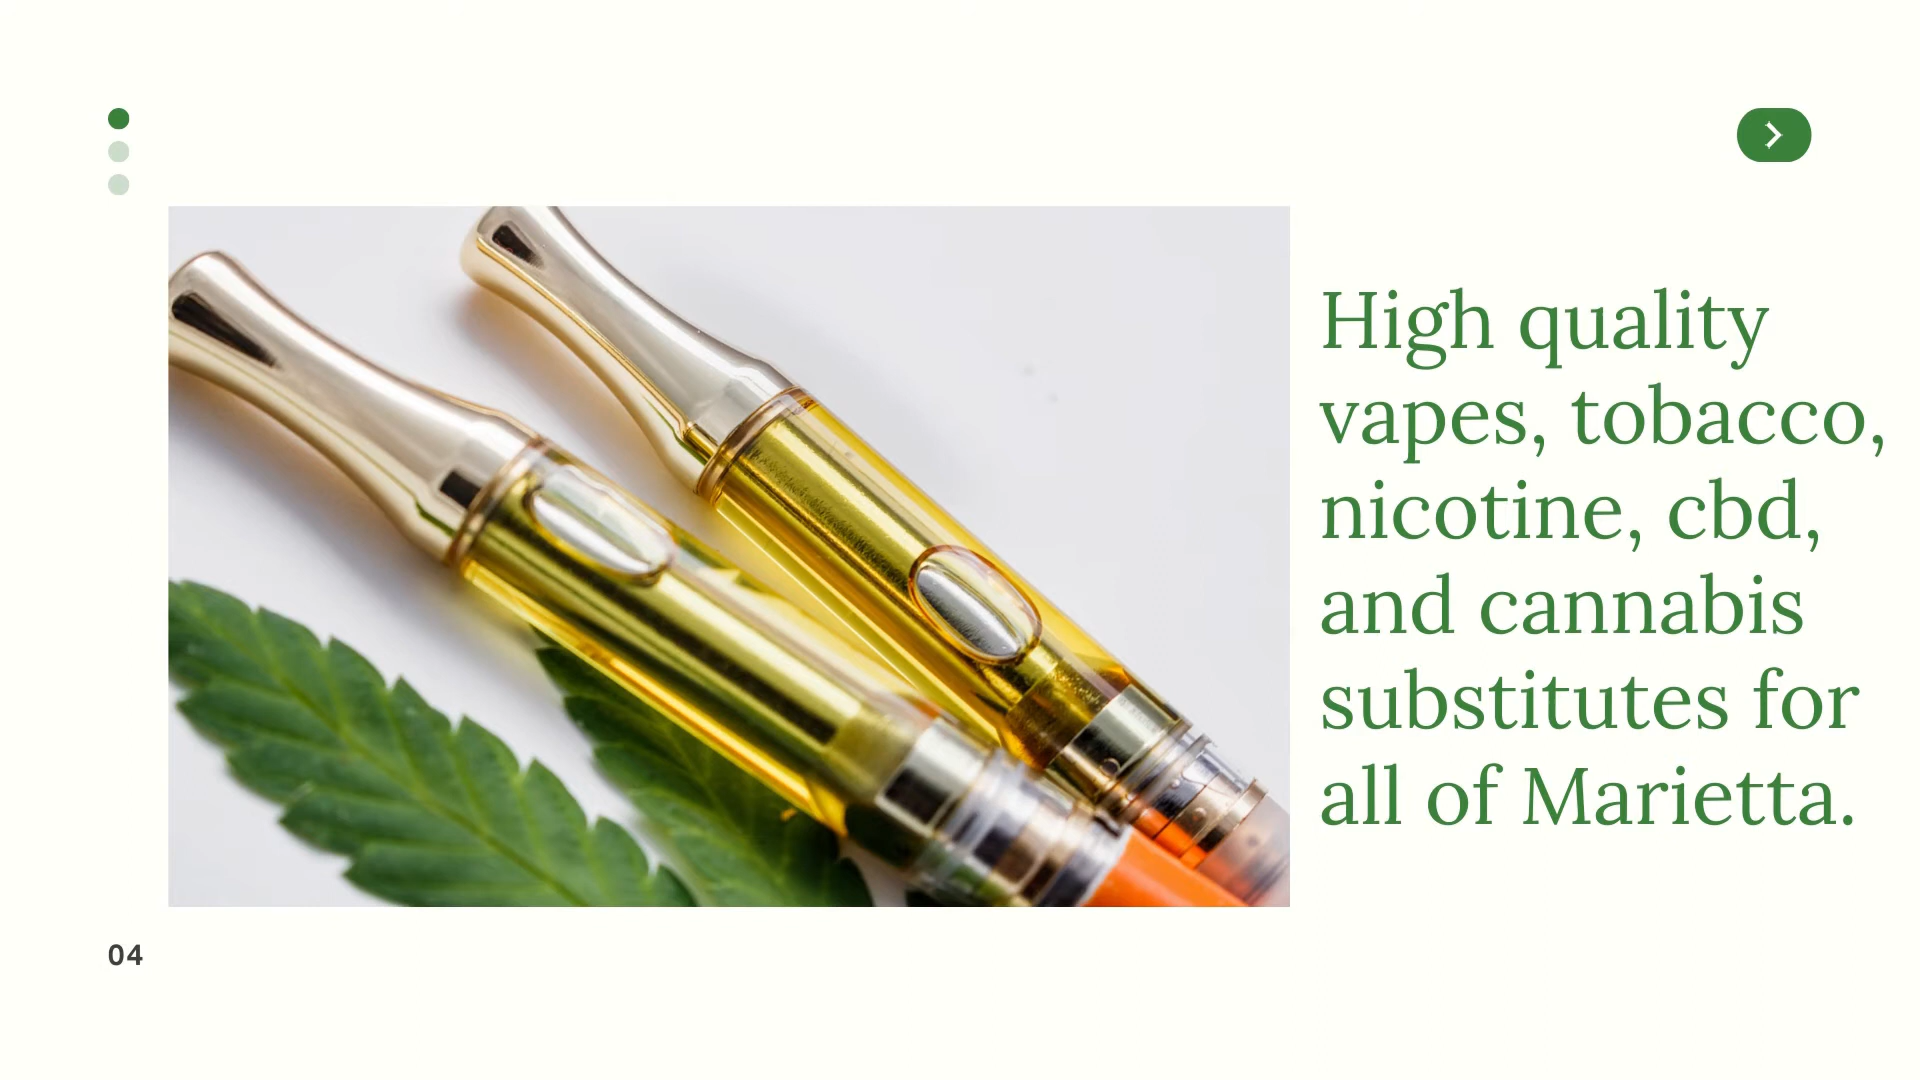 High quality
vapes, tobacco,
nicotine, cbd,
and cannabis
substitutes for
all of Marietta.
04